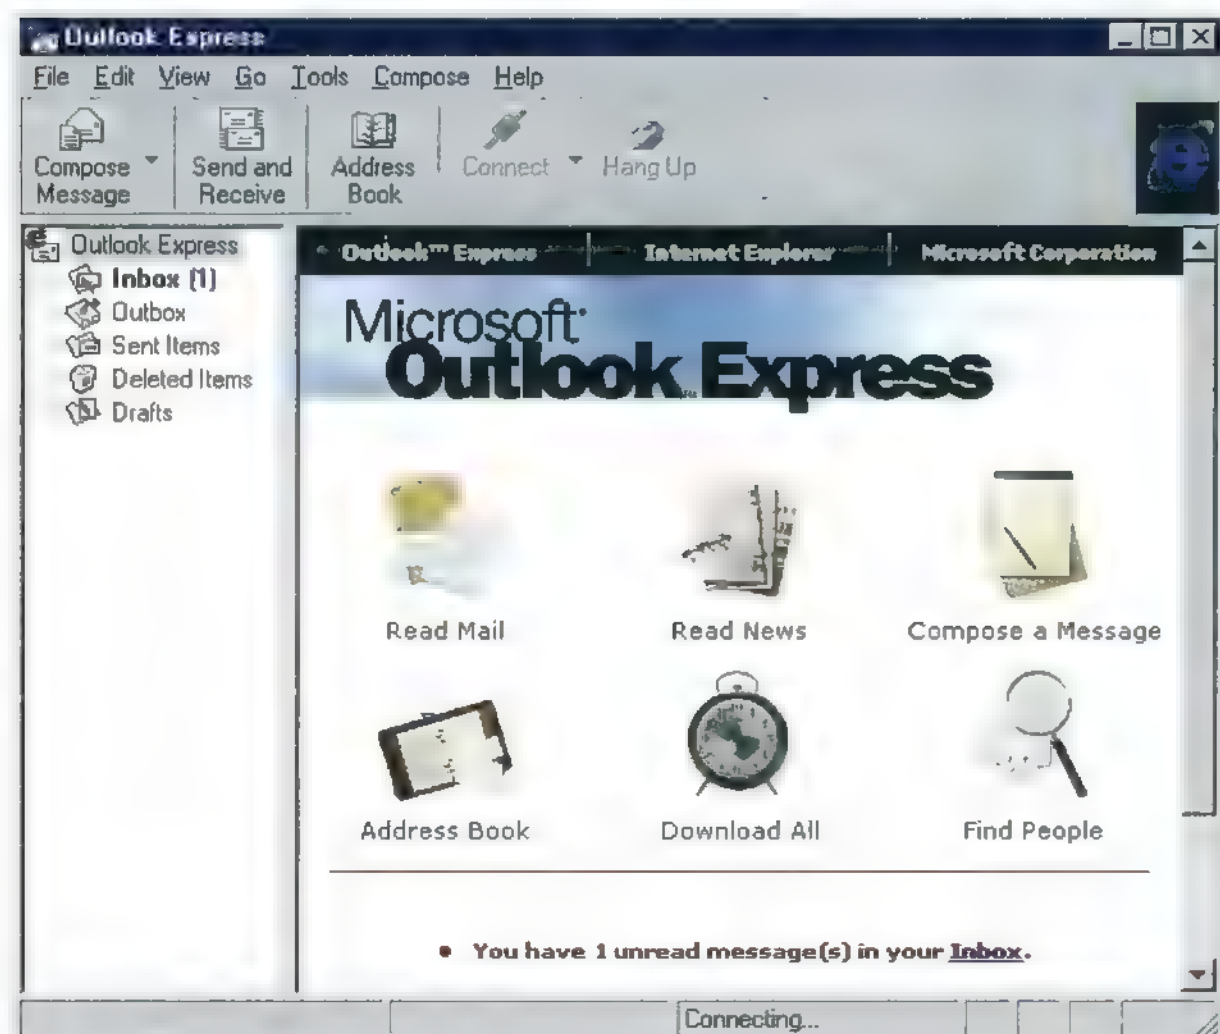 Outlook Express
File Edit View Go Tools Compose Help
Compose Message
Send and Receive
Address Book
Connect
Hang Up
Outlook Express
Inbox (1)
Outbox
Sent Items
Deleted Items
Drafts
Outlook™ Express Internet Explorer Microsoft Corporation
Microsoft®
Outlook Express
Read Mail Read News Compose a Message
Address Book Download All Find People
• You have 1 unread message(s) in your Inbox.
Connecting...